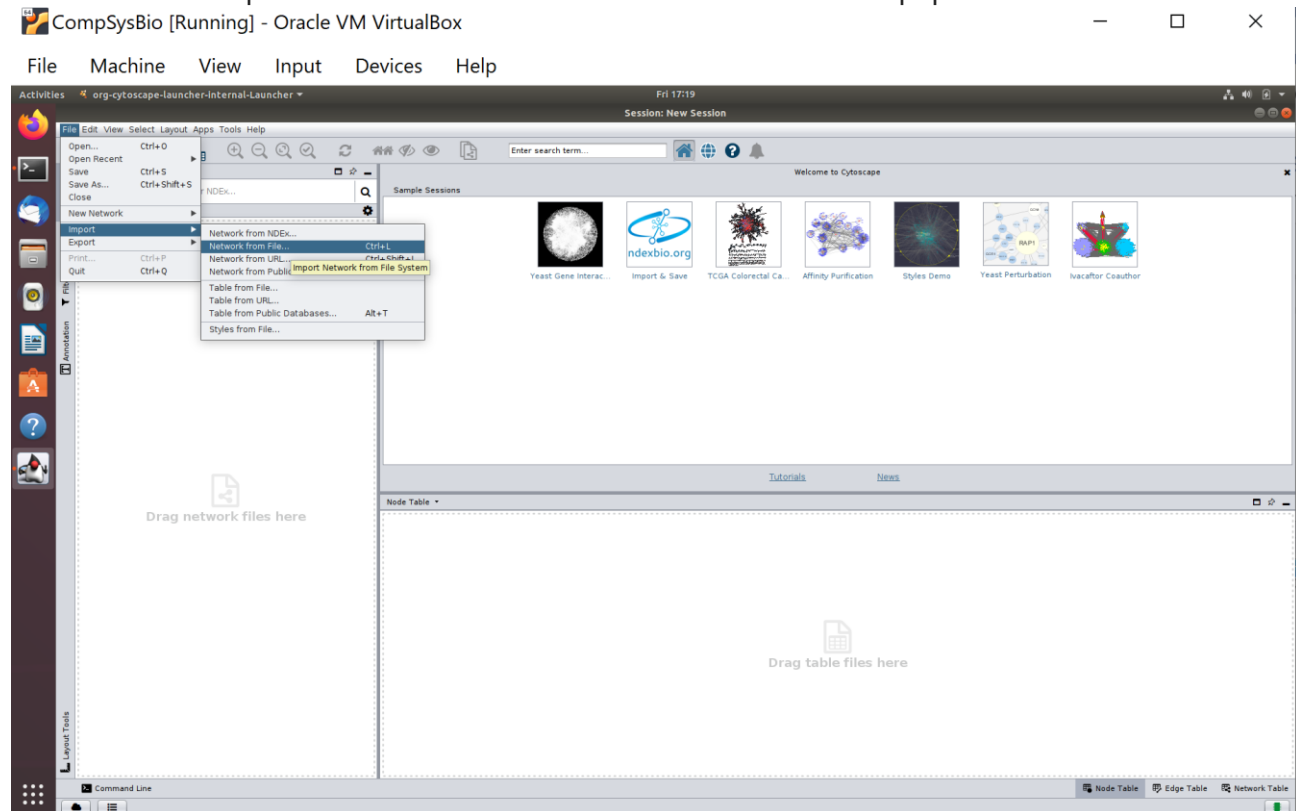 CompSysBio [Running] - Oracle VM VirtualBox
File Machine View Input Devices Help
Activities org-cytoscape-launcher-internal-Launcher Fri 17:19
Session: New Session
File Edit View Select Layout Apps Tools Help
Enter search term...
Open... Ctrl+O
Open Recent
Save Ctrl+S
Save As... Ctrl+Shift+S
Close
New Network
Import
Export
Print... Ctrl+P
Quit Ctrl+Q
NDEx...
Network from NDEx...
Network from File... Ctrl+L
Network from URL... Ctrl+Shift+L
Network from Public
Import Network from File System
Table from File...
Table from URL...
Table from Public Databases... Alt+T
Styles from File...
Annotation
Layout Tools
Drag network files here
Welcome to Cytoscape
Sample Sessions
ndexbio.org
RAP1
Yeast Gene Interac... Import & Save TCGA Colorectal Ca... Affinity Purification Styles Demo Yeast Perturbation Ivacaftor Coauthor
Tutorials News
Node Table
Drag table files here
Command Line Node Table Edge Table Network Table